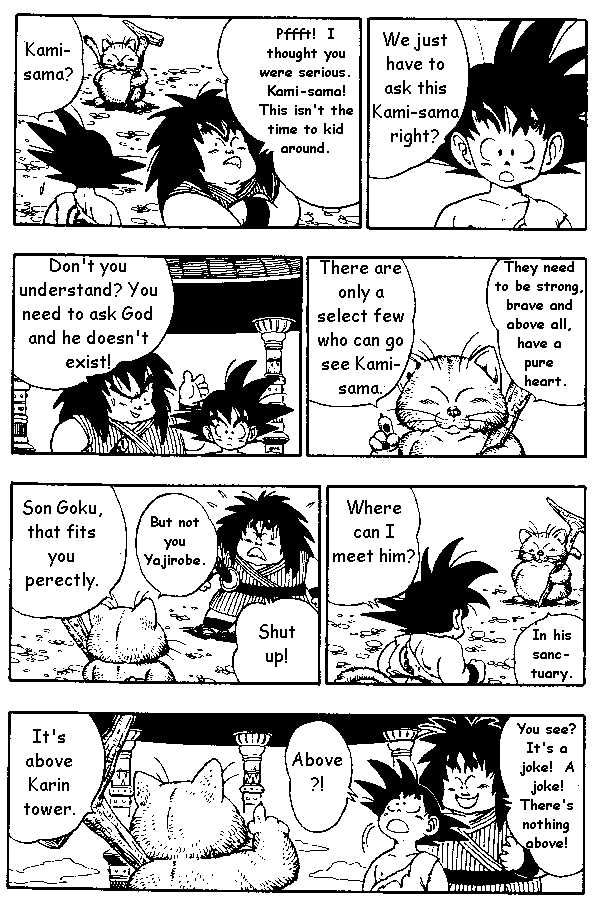 Kami-
sama?
Pffft! I
thought you
were serious.
Kami-sama!
This isn't the
time to kid
around.
We just
have to
ask this
Kami-sama
right?
Don't you
understand? You
need to ask God
and he doesn't
exist!
There are
only a
select few
who can go
see Kami-
sama.
They need
to be strong,
brave and
above all,
have a
pure
heart.
Son Goku,
that fits
you
perectly.
But not
you
Yajirobe.
Shut
up!
Where
can I
meet him?
In his
sanc-
tuary.
It's
above
Karin
tower.
Above
?!
You see?
It's a
joke! A
joke!
There's
nothing
above!